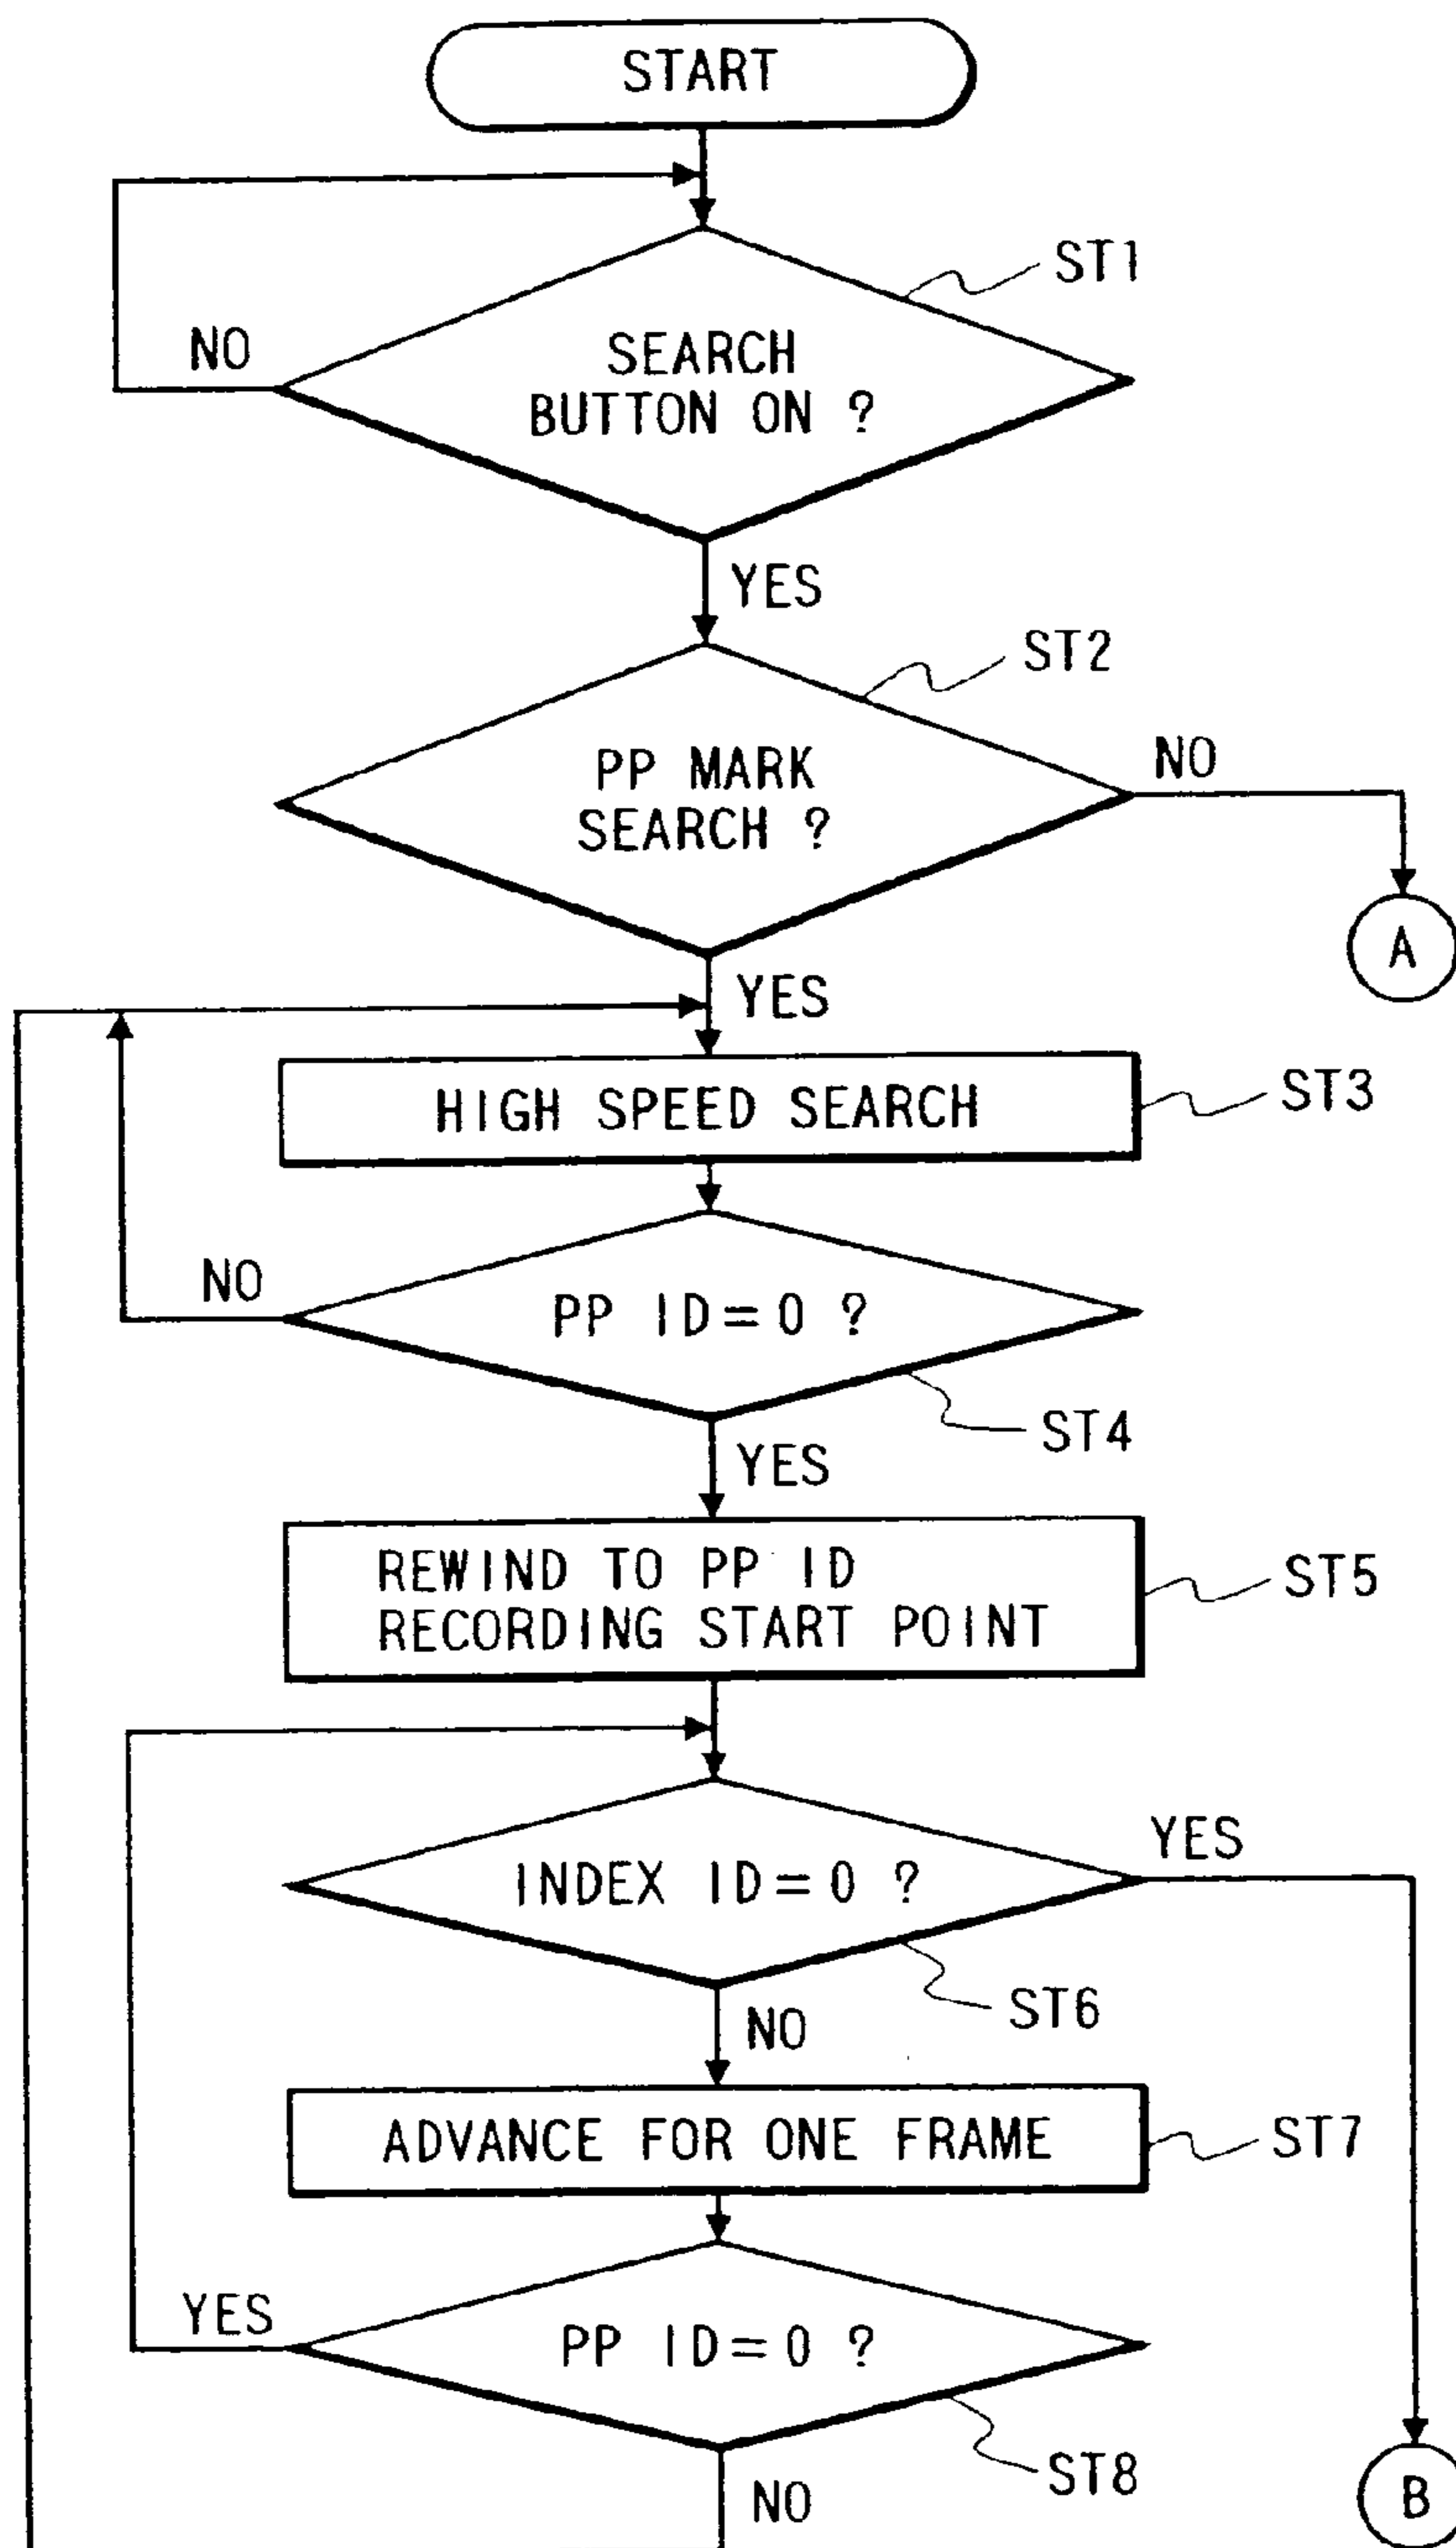 START
ST1
NO
SEARCH
BUTTON ON ?
YES
ST2
PP MARK
SEARCH ?
NO
A
YES
HIGH SPEED SEARCH
ST3
NO
PP ID=0 ?
ST4
YES
REWIND TO PP ID
RECORDING START POINT
ST5
YES
INDEX ID=0 ?
ST6
NO
ADVANCE FOR ONE FRAME
ST7
YES
PP ID=0 ?
ST8
NO
B